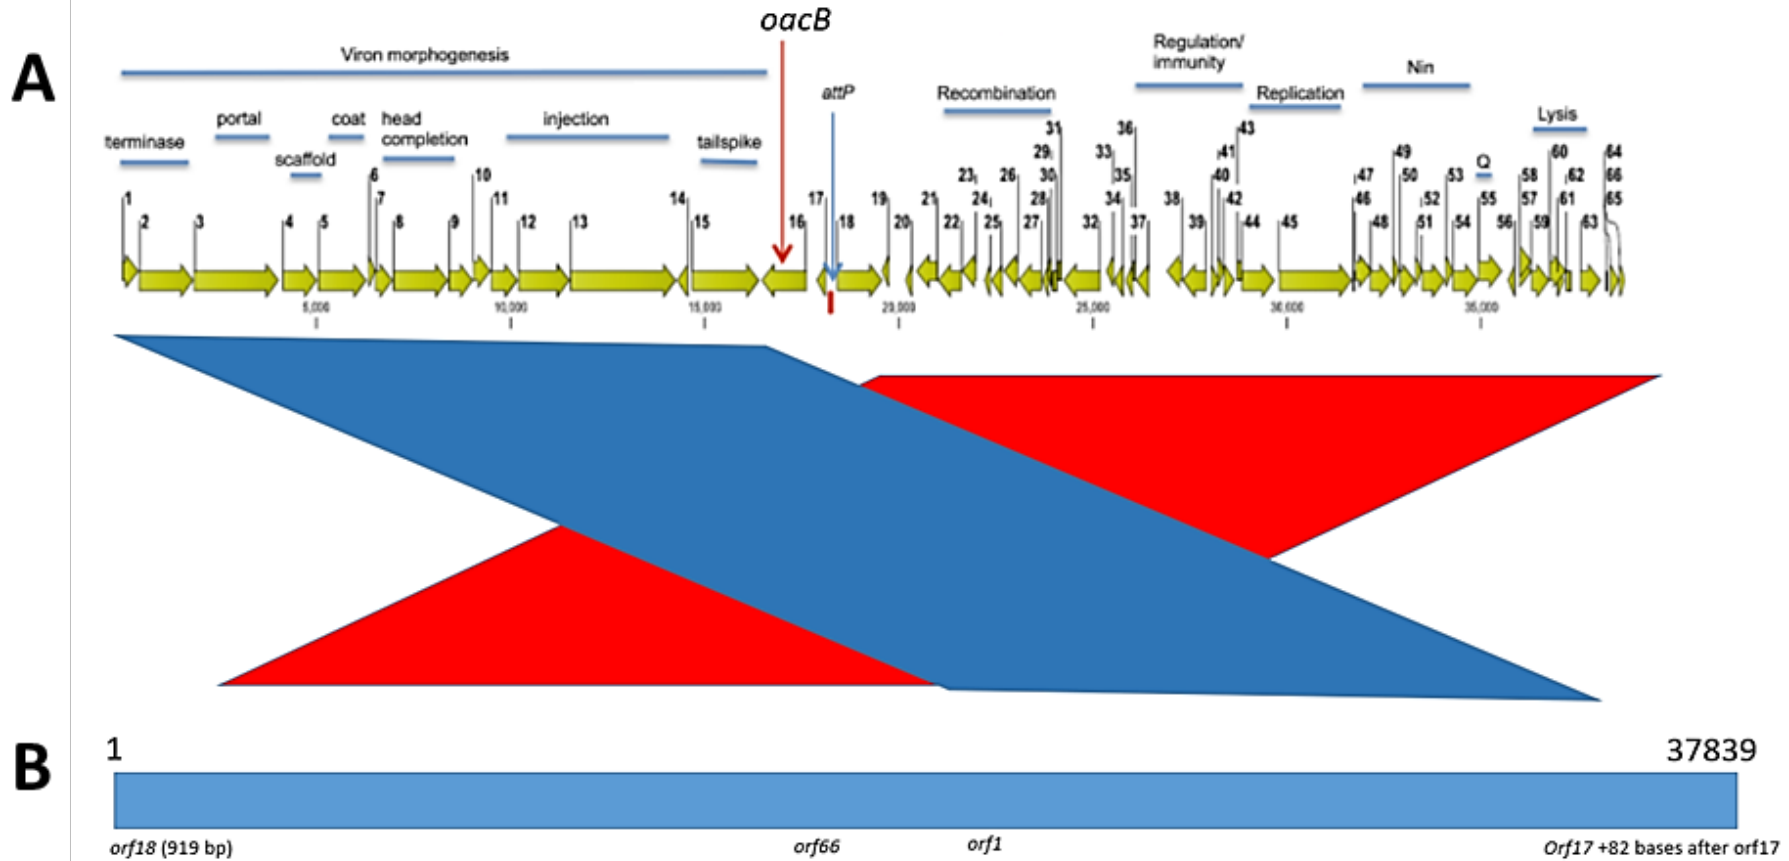 A
oacB
Viron morphogenesis
attP
Regulation/
immunity
Nin
Recombination
Replication
portal
coat
head
completion
injection
terminase
scaffold
tailspike
Lysis
Q
31 36 43
29 33 41 49 60 64
6 10 23 26 30 35 40 47 50 53 58 62 66
1 7 11 14 17 19 21 24 28 34 38 42 46 52 55 57 61 65
2 3 4 5 8 9 12 13 15 16 18 20 22 25 27 32 37 39 44 45 48 51 54 56 59 63
5,000 10,000 15,000 20,000 25,000 30,000 35,000
B
1 37839
orf18 (919 bp) orf66 orf1 Orf17 +82 bases after orf17